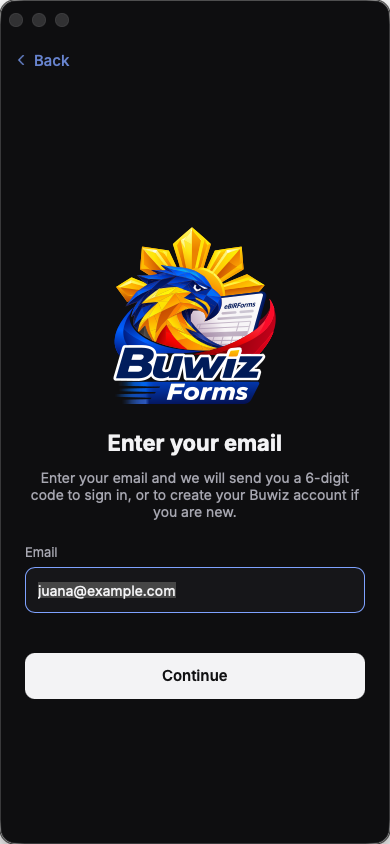 Back
eBIRForms
Buwiz
Forms
Enter your email
Enter your email and we will send you a 6-digit
code to sign in, or to create your Buwiz account if
you are new.
Email
juana@example.com
Continue